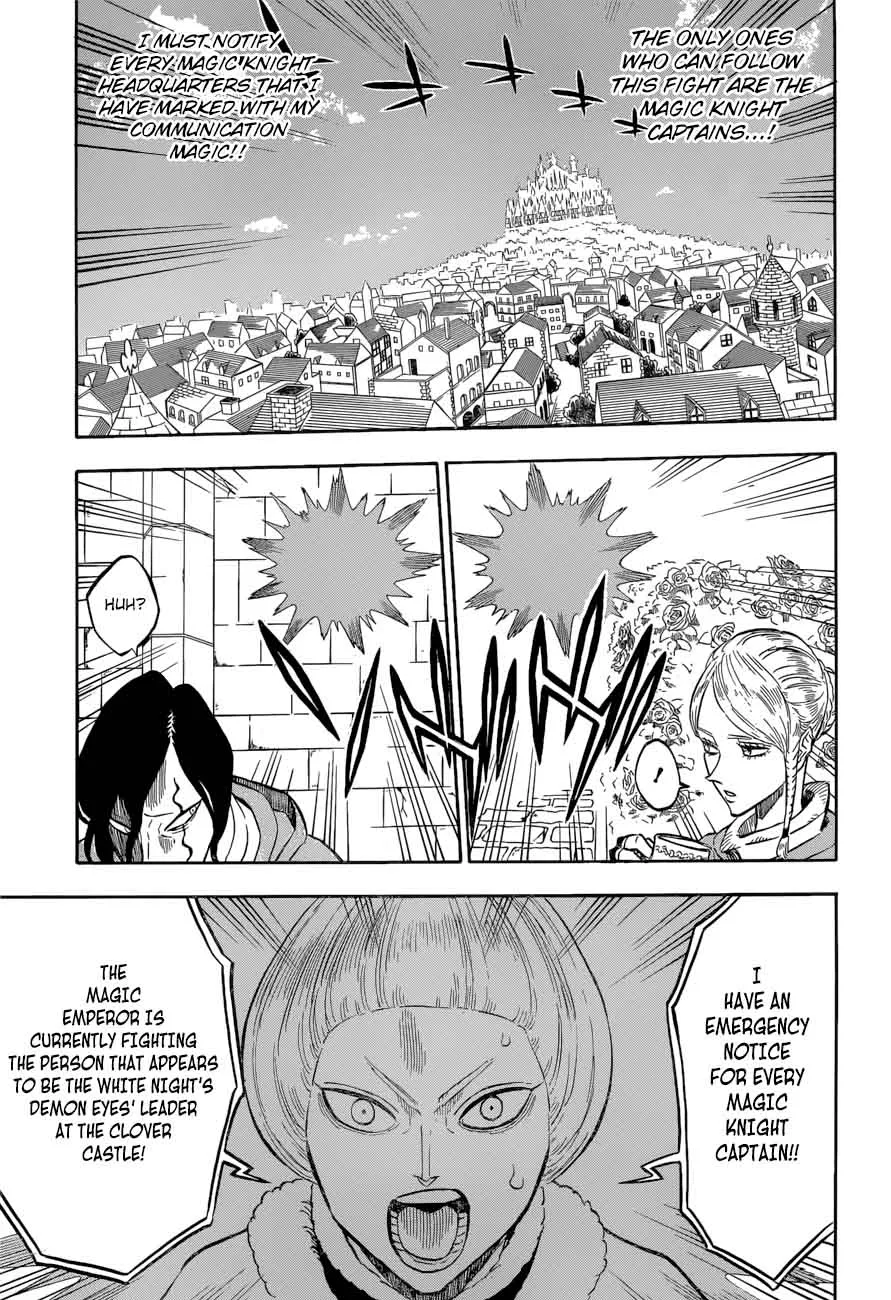 THE ONLY ONES
WHO CAN FOLLOW
THIS FIGHT ARE THE
MAGIC KNIGHT
CAPTAINS...!
I MUST NOTIFY
EVERY MAGIC KNIGHT
HEADQUARTERS THAT I
HAVE MARKED WITH MY
COMMUNICATION
MAGIC!!
!
HUH?
I
HAVE AN
EMERGENCY
NOTICE
FOR EVERY
MAGIC
KNIGHT
CAPTAIN!!
THE
MAGIC
EMPEROR IS
CURRENTLY FIGHTING
THE PERSON THAT APPEARS
TO BE THE WHITE NIGHT'S
DEMON EYES' LEADER
AT THE CLOVER
CASTLE!